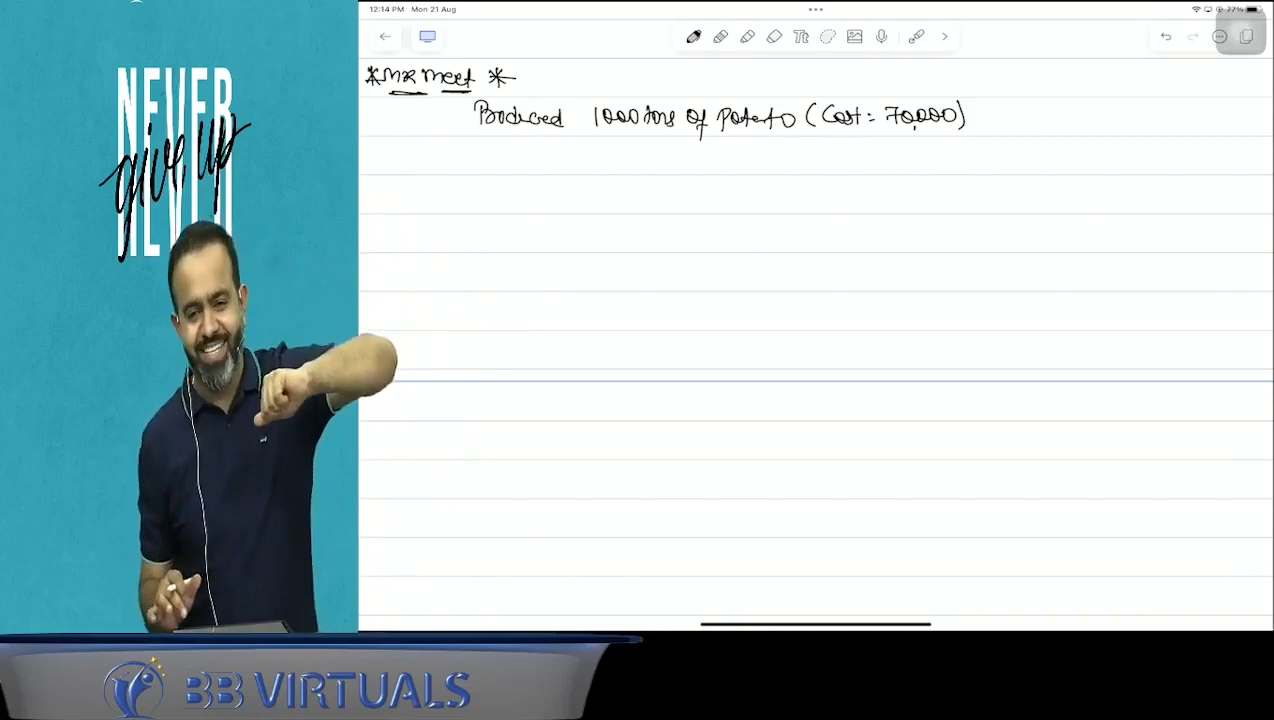 12:14 PM Mon 21 Aug
77%
NEVER
give up
NEVER
*Mr Meet *
Produced 1000 tons of Potato (Cost = 70,000)
BB VIRTUALS